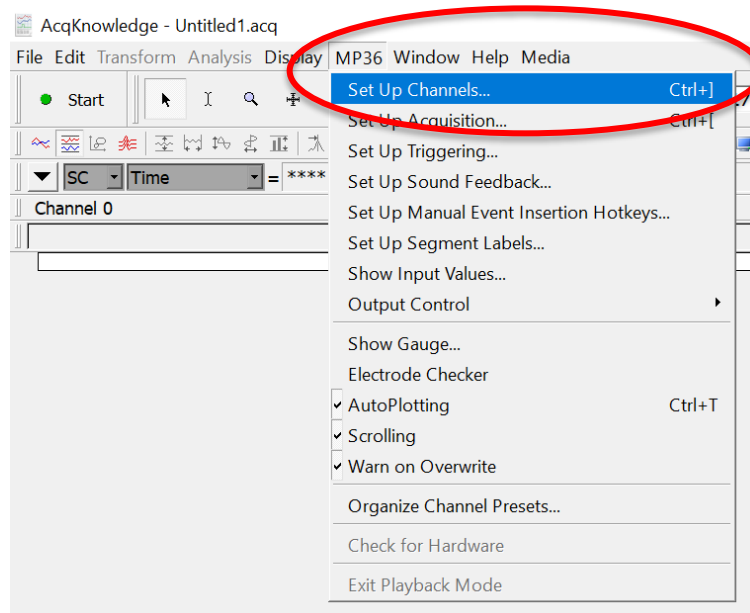 AcqKnowledge - Untitled1.acq
File Edit Transform Analysis Display MP36 Window Help Media
Start
SC Time = ****
Channel 0
Set Up Channels... Ctrl+]
Set Up Acquisition... Ctrl+[
Set Up Triggering...
Set Up Sound Feedback...
Set Up Manual Event Insertion Hotkeys...
Set Up Segment Labels...
Show Input Values...
Output Control
Show Gauge...
Electrode Checker
AutoPlotting Ctrl+T
Scrolling
Warn on Overwrite
Organize Channel Presets...
Check for Hardware
Exit Playback Mode